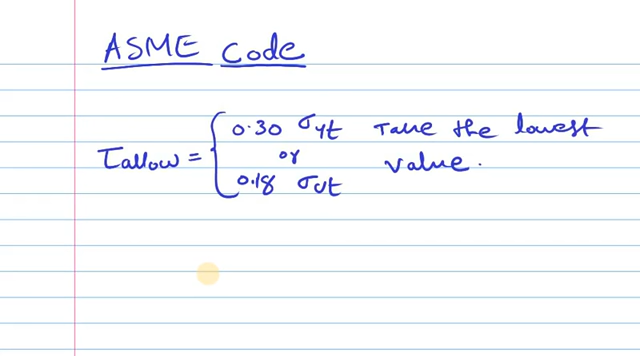 ASME Code
0.30 σyt Take the lowest
τallow = { or value.
0.18 σut